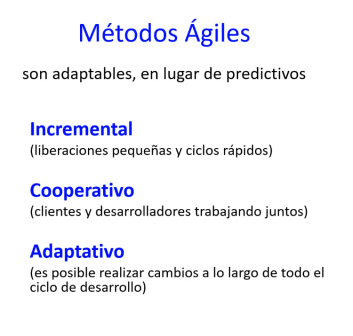 Métodos Ágiles
son adaptables, en lugar de predictivos
Incremental
(liberaciones pequeñas y ciclos rápidos)
Cooperativo
(clientes y desarrolladores trabajando juntos)
Adaptativo
(es posible realizar cambios a lo largo de todo el
ciclo de desarrollo)